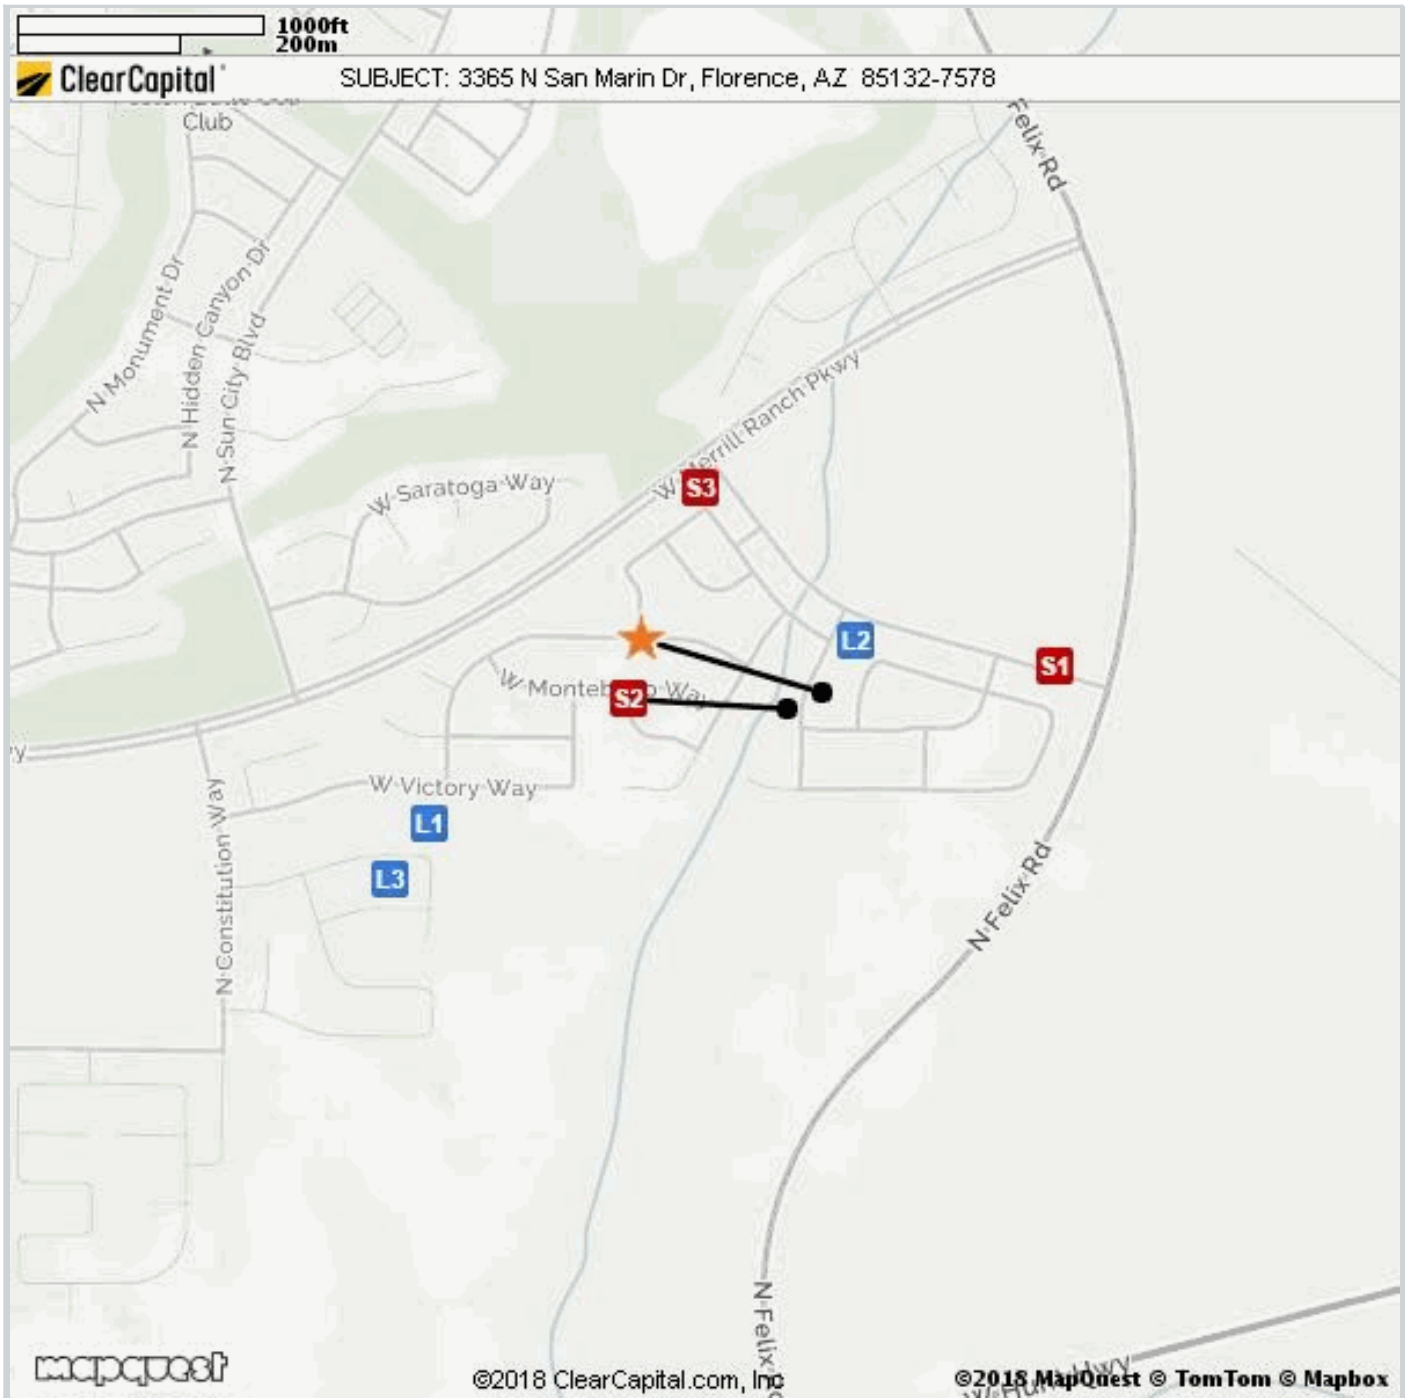 1000ft
200m
ClearCapital
SUBJECT: 3365 N San Marin Dr, Florence, AZ 85132-7578
Club
Felix Rd
N Monument Dr
N Hidden Canyon Dr
N Sun City Blvd
W Merrill Ranch Pkwy
W Saratoga Way
S3
L2
S1
W Montebello Way
S2
W Victory Way
L1
L3
N Constitution Way
N Felix Rd
N Felix
mapquest
©2018 ClearCapital.com, Inc
©2018 MapQuest © TomTom © Mapbox